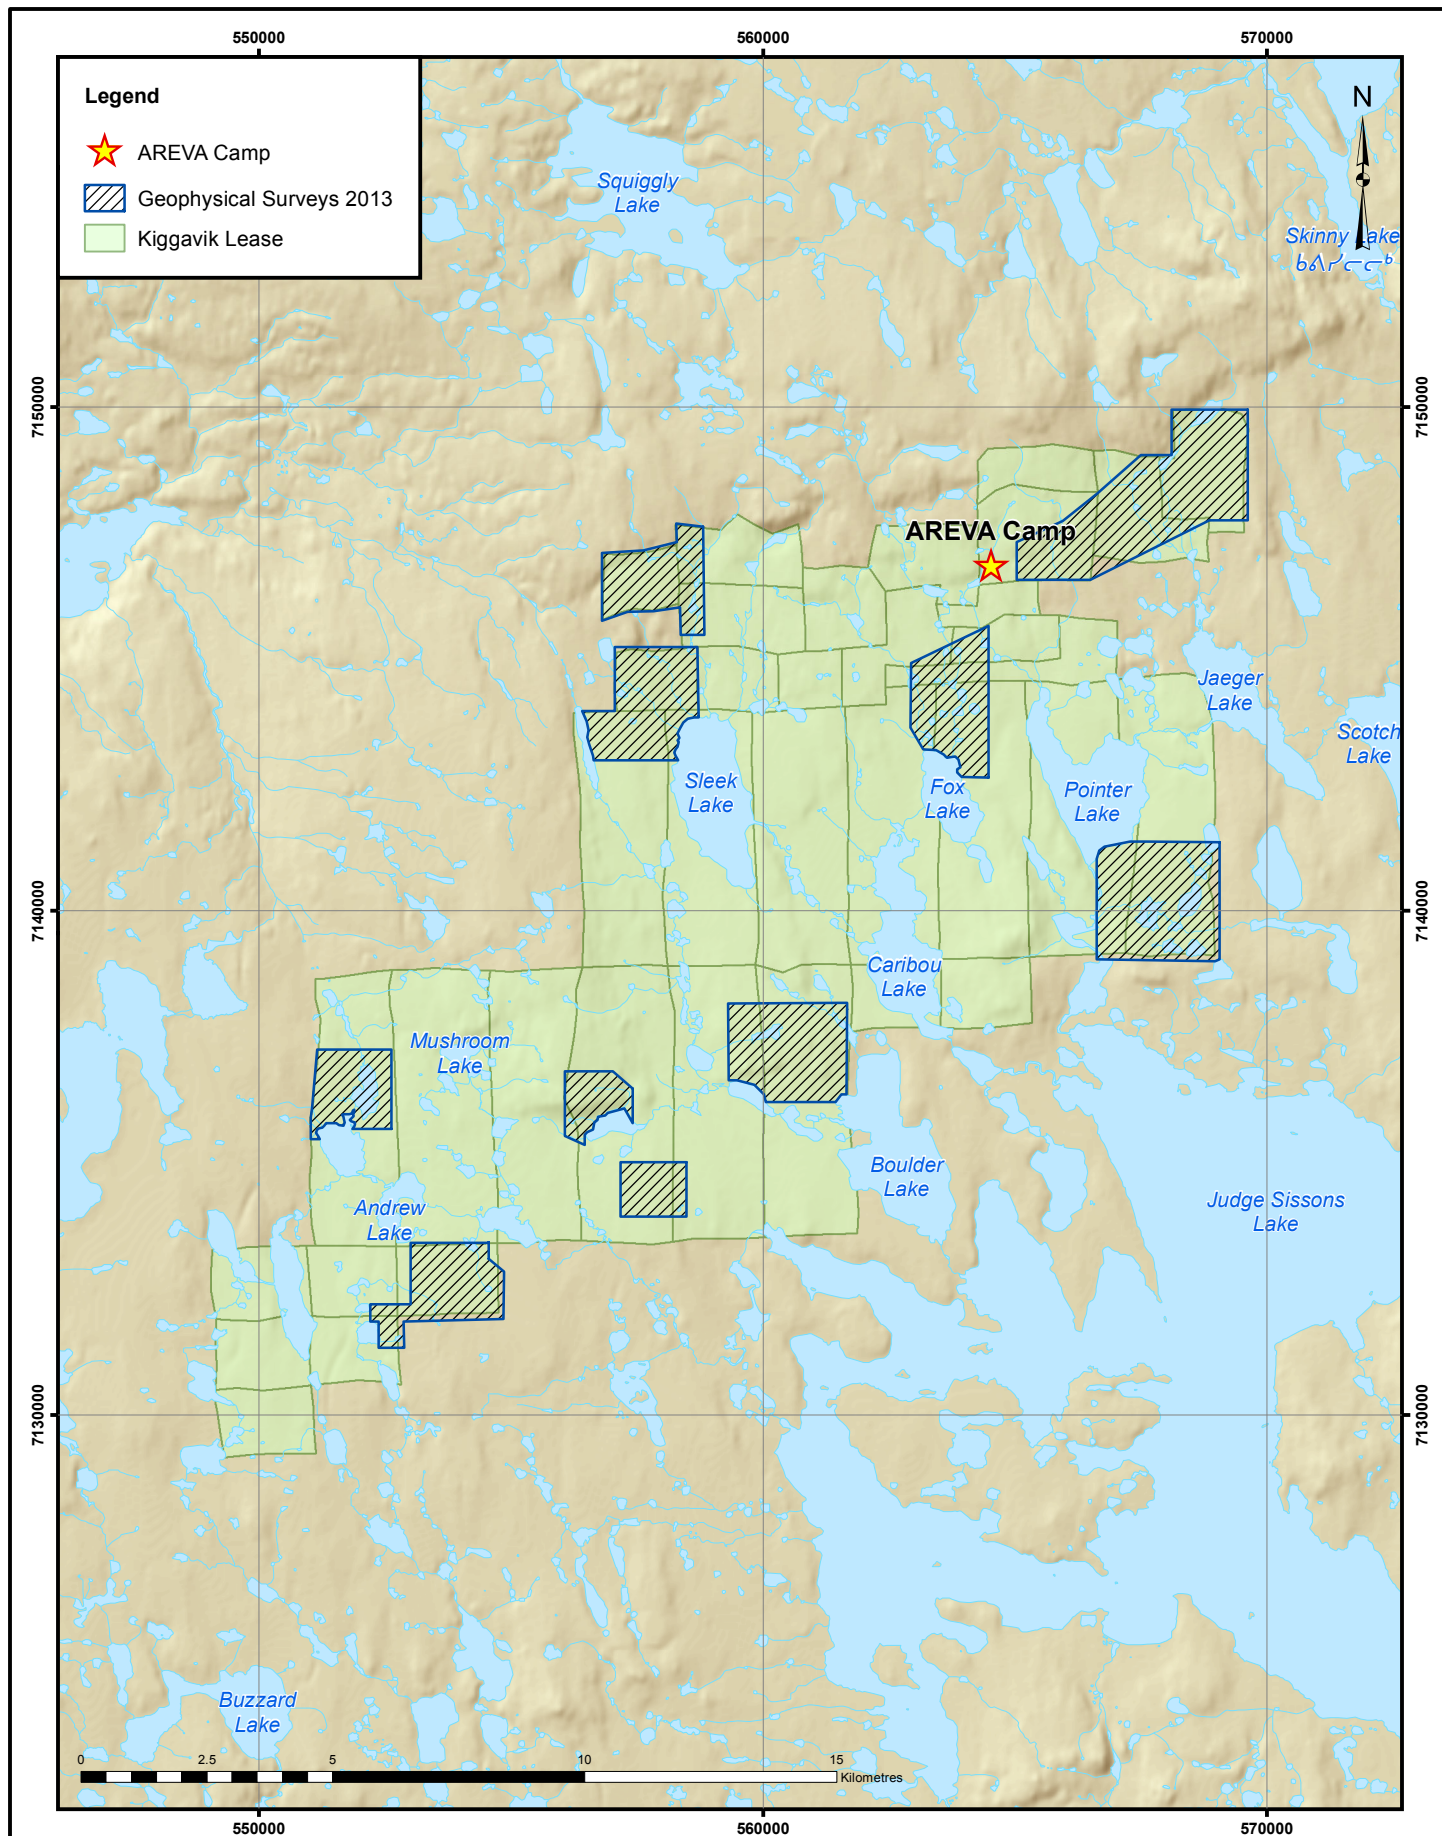 550000
560000
570000
Legend
AREVA Camp
Geophysical Surveys 2013
Kiggavik Lease
N
Squiggly
Lake
Skinny Lake
ᑲᐱᓯᓕᓕᒃ
7150000
7150000
AREVA Camp
Jaeger
Lake
Scotch
Lake
Sleek
Lake
Fox
Lake
Pointer
Lake
7140000
7140000
Caribou
Lake
Mushroom
Lake
Boulder
Lake
Andrew
Lake
Judge Sissons
Lake
7130000
7130000
Buzzard
Lake
0
2.5
5
10
15
Kilometres
550000
560000
570000